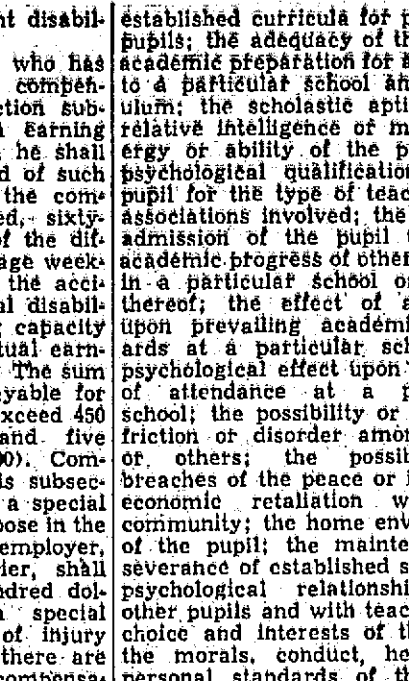 nt disabil-
who has
compen-
ction sub-
earning
he shall
d of such
the com-
ed, sixty-
of the dif-
age week-
the acci-
al disabil-
capacity
tual earn-
The sum
yable for
xceed 450
and five
00). Com-
is subsec-
a special
pose in the
employer,
ier, shall
ndred dol-
special
of injury
there are
compensa-
established curricula for p
pupils; the adequacy of th
academic preparation for a
to a particular school an
ulum; the scholastic apti
relative intelligence or m
ergy or ability of the p
psychological qualification
pupil for the type of teac
associations involved; the
admission of the pupil t
academic progress of other
in a particular school o
thereof; the effect of a
upon prevailing academi
ards at a particular sch
psychological effect upon
of attendance at a p
school; the possibility or
friction or disorder amon
or others; the possib
breaches of the peace or i
economic retaliation w
community; the home env
of the pupil; the mainte
severance of established s
psychological relationshi
other pupils and with teac
choice and interests of th
the morals, conduct, he
personal standards of th